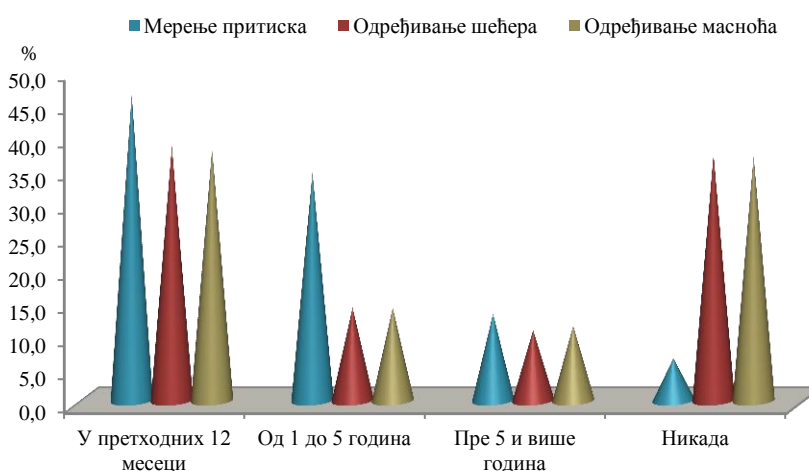 Мерење притиска Одређивање шећера Одређивање масноћа
%
50,0
45,0
40,0
35,0
30,0
25,0
20,0
15,0
10,0
5,0
0,0
У претходних 12 месеци
Од 1 до 5 година
Пре 5 и више година
Никада